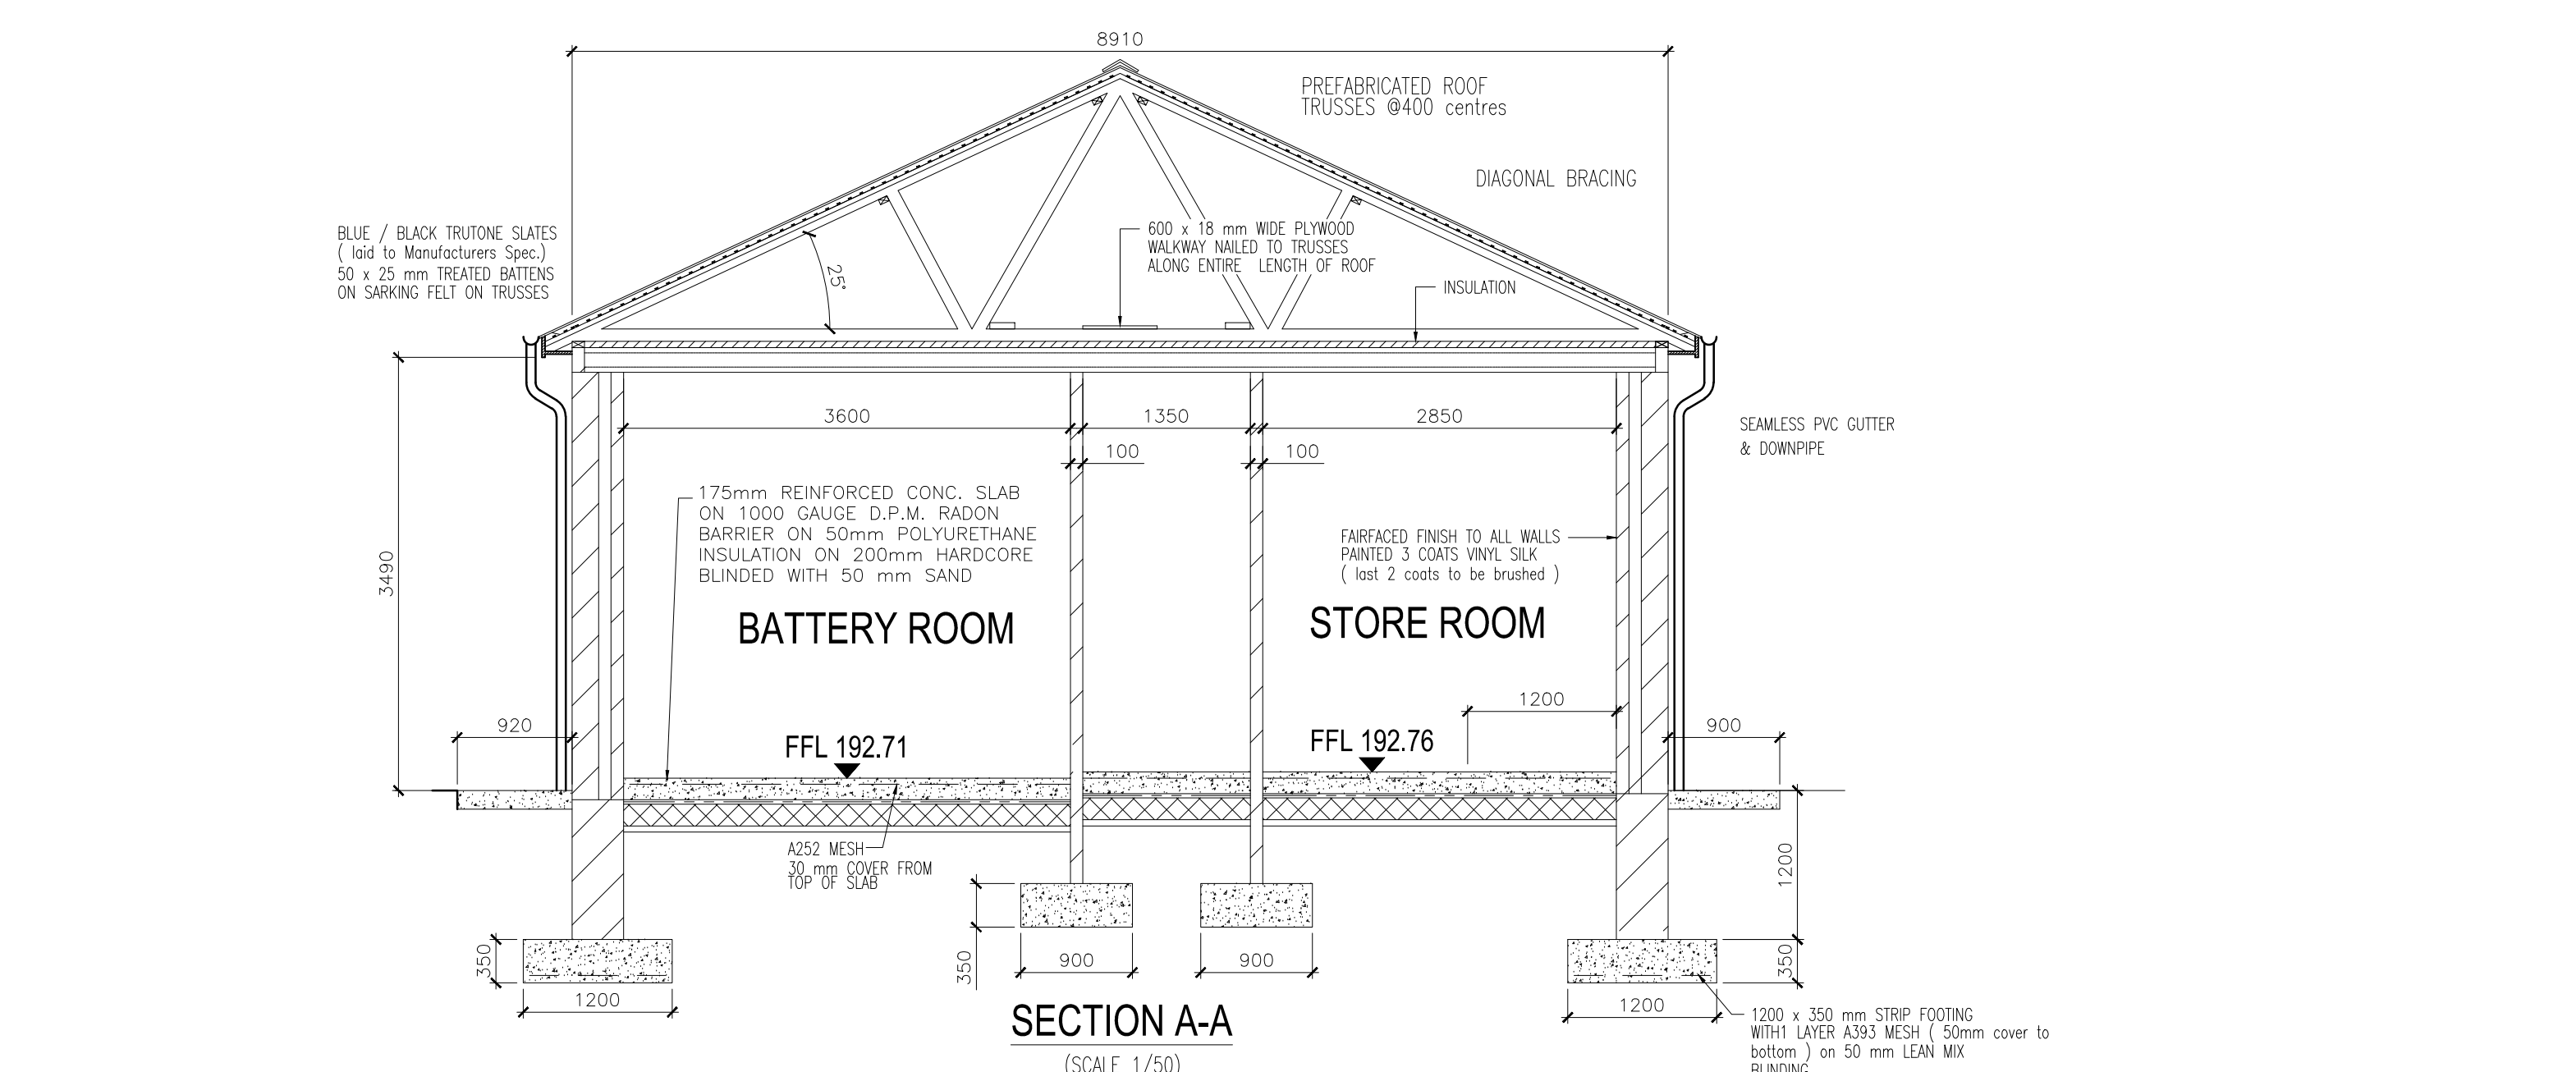 8910
PREFABRICATED ROOF
TRUSSES @400 centres
DIAGONAL BRACING
BLUE / BLACK TRUTONE SLATES
( laid to Manufacturers Spec.)
50 x 25 mm TREATED BATTENS
ON SARKING FELT ON TRUSSES
25°
600 x 18 mm WIDE PLYWOOD
WALKWAY NAILED TO TRUSSES
ALONG ENTIRE LENGTH OF ROOF
INSULATION
3600
1350
2850
100
100
SEAMLESS PVC GUTTER
& DOWNPIPE
3490
175mm REINFORCED CONC. SLAB
ON 1000 GAUGE D.P.M. RADON
BARRIER ON 50mm POLYURETHANE
INSULATION ON 200mm HARDCORE
BLINDED WITH 50 mm SAND
FAIRFACED FINISH TO ALL WALLS
PAINTED 3 COATS VINYL SILK
( last 2 coats to be brushed )
BATTERY ROOM
STORE ROOM
1200
920
900
FFL 192.71
FFL 192.76
A252 MESH
30 mm COVER FROM
TOP OF SLAB
1200
350
350
350
900
900
1200
1200
SECTION A-A
(SCALE 1/50)
1200 x 350 mm STRIP FOOTING
WITH1 LAYER A393 MESH ( 50mm cover to
bottom ) on 50 mm LEAN MIX
BLINDING